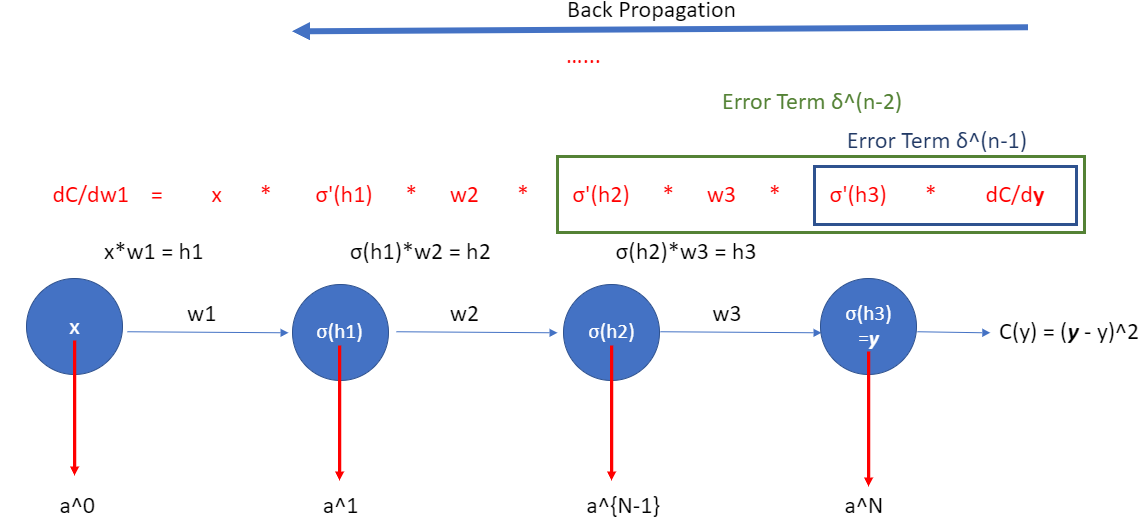 Back Propagation
......
Error Term δ^(n-2)
Error Term δ^(n-1)
dC/dw1 = x * σ'(h1) * w2 * σ'(h2) * w3 * σ'(h3) * dC/dy
x*w1 = h1 σ(h1)*w2 = h2 σ(h2)*w3 = h3
x w1 σ(h1) w2 σ(h2) w3 σ(h3)
=y C(y) = (y - y)^2
a^0 a^1 a^{N-1} a^N